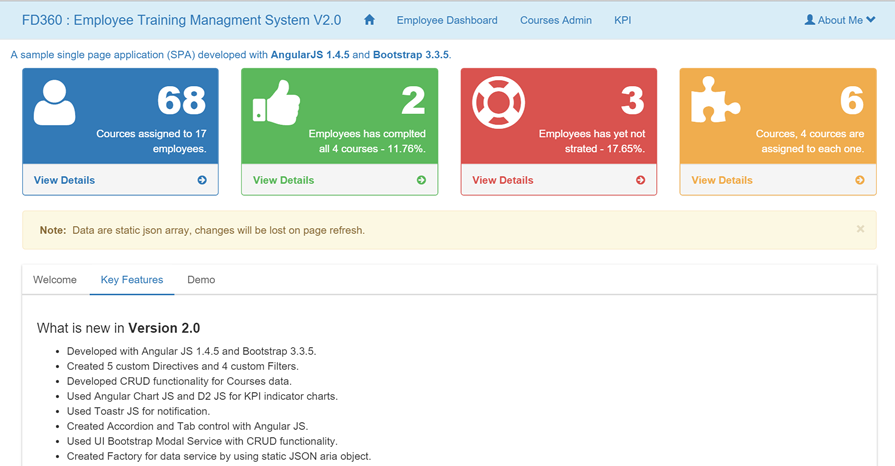 FD360 : Employee Training Managment System V2.0
Employee Dashboard
Courses Admin
KPI
About Me
A sample single page application (SPA) developed with AngularJS 1.4.5 and Bootstrap 3.3.5.
68
Cources assigned to 17
employees.
View Details
2
Employees has complted
all 4 courses - 11.76%.
View Details
3
Employees has yet not
strated - 17.65%.
View Details
6
Cources, 4 cources are
assigned to each one.
View Details
Note: Data are static json array, changes will be lost on page refresh.
×
Welcome
Key Features
Demo
What is new in Version 2.0
• Developed with Angular JS 1.4.5 and Bootstrap 3.3.5.
• Created 5 custom Directives and 4 custom Filters.
• Developed CRUD functionality for Courses data.
• Used Angular Chart JS and D2 JS for KPI indicator charts.
• Used Toastr JS for notification.
• Created Accordion and Tab control with Angular JS.
• Used UI Bootstrap Modal Service with CRUD functionality.
• Created Factory for data service by using static JSON aria object.